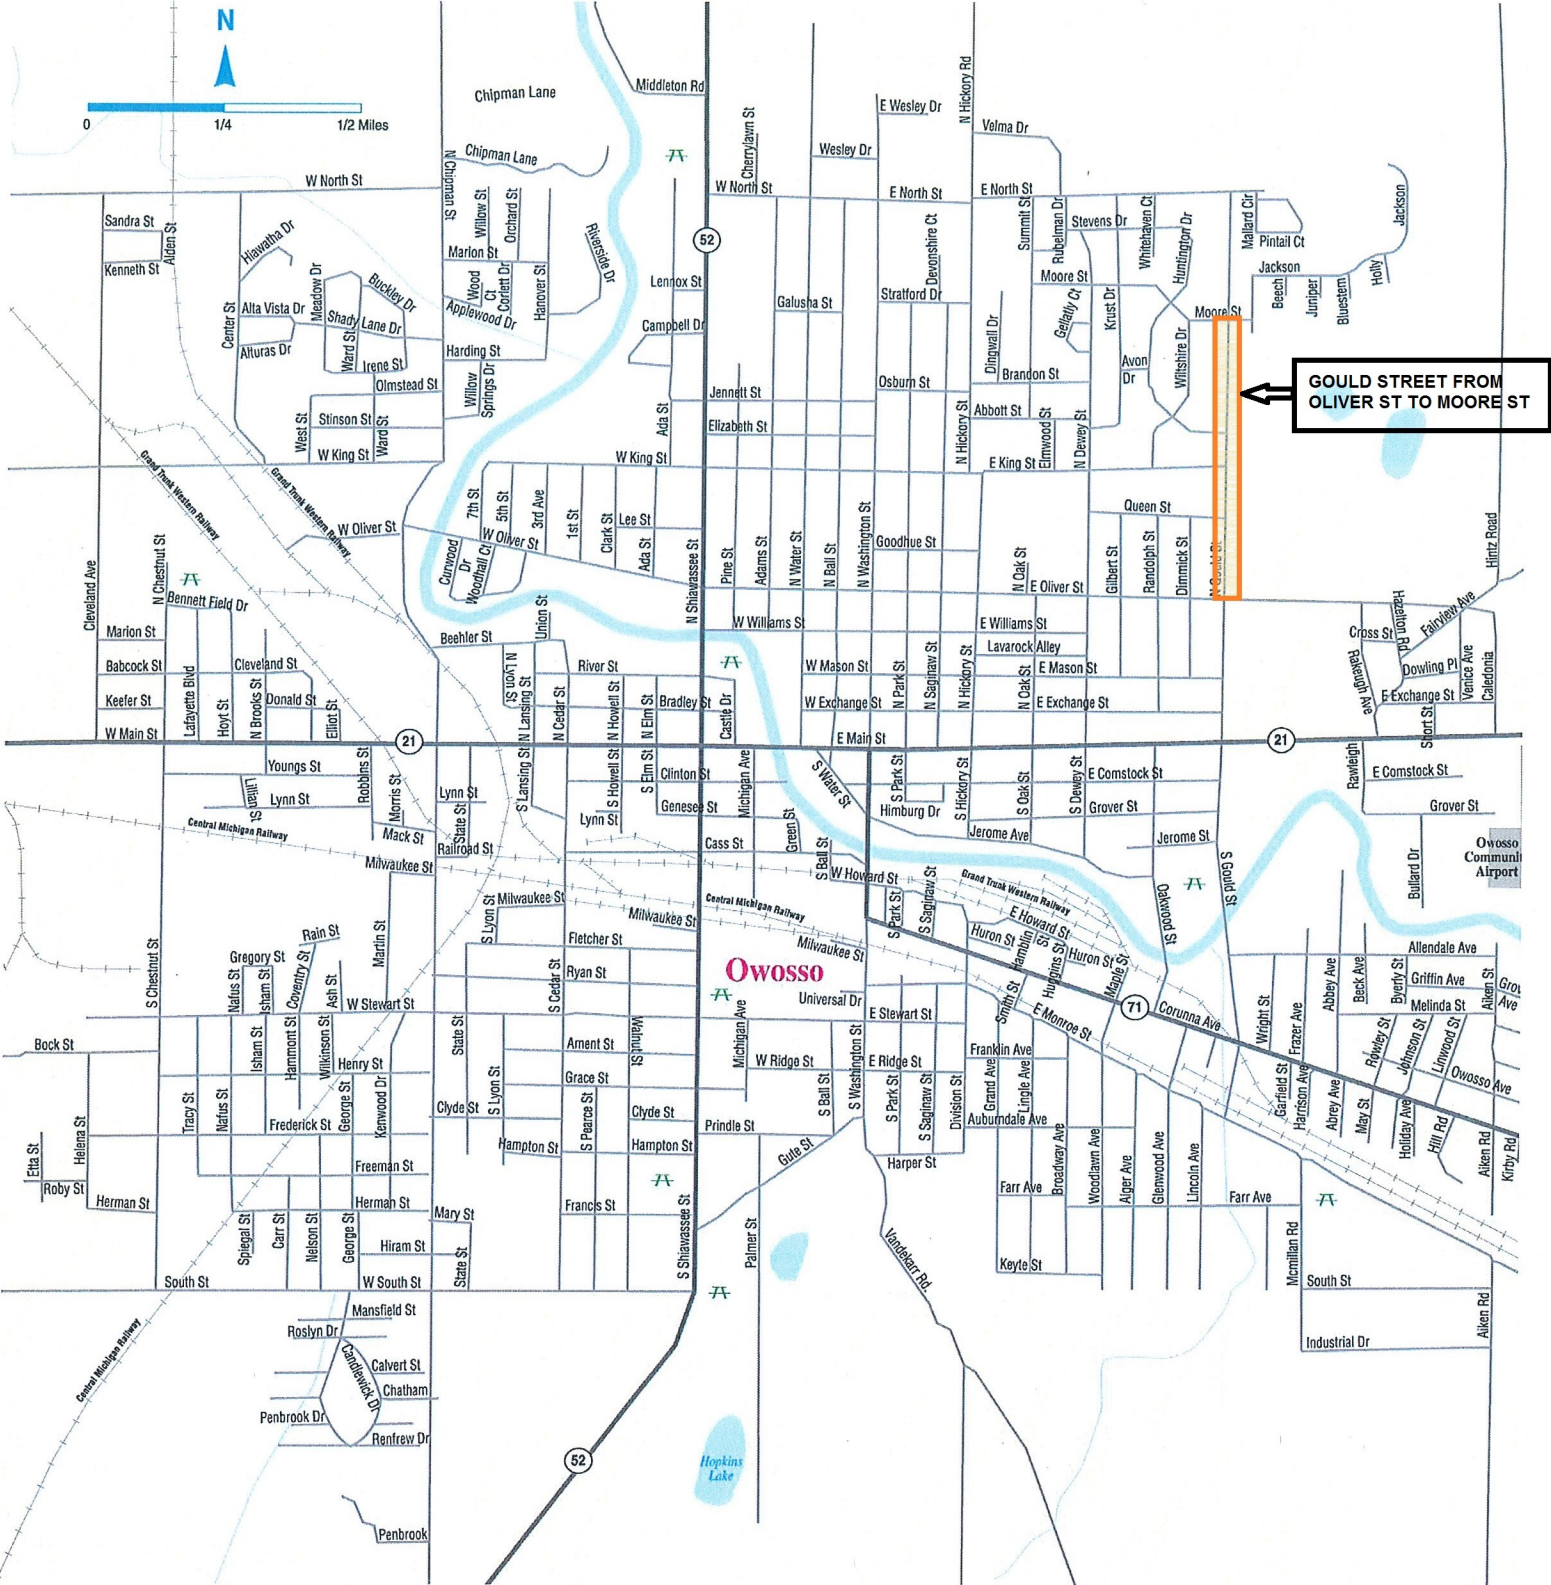 N
0 1/4 1/2 Miles
Chipman Lane
Middleton Rd
N Hickory Rd
E Wesley Dr
Velma Dr
Cherrylawn St
Wesley Dr
N Chipman St
Chipman Lane
W North St
W North St
E North St
E North St
Jackson
Sandra St
Alden St
Hiawatha Dr
Willow St
Orchard St
Riverside Dr
52
Devonshire Ct
Summit St
Rubelman Dr
Stevens Dr
Whitehaven Ct
Huntington Dr
Mallard Cir
Pintail Ct
Kenneth St
Marion St
Lennox St
Moore St
Jackson
Holly
Beech
Juniper
Bluestem
Center St
Alta Vista Dr
Meadow Dr
Buckley Dr
Wood Ct
Corlett Dr
Hanover St
Applewood Dr
Galusha St
Stratford Dr
Gellatly Ct
Krust Dr
Moore St
Shady Lane Dr
Campbell Dr
Dingwall Dr
Alturas Dr
Ward St
Irene St
Harding St
Avon Dr
Wiltshire Dr
Olmstead St
Willow Springs Dr
Jennett St
Osburn St
Brandon St
GOULD STREET FROM
OLIVER ST TO MOORE ST
West St
Stinson St
Ward St
Ada St
Elizabeth St
N Hickory St
Abbott St
Elmwood St
N Dewey St
W King St
W King St
E King St
Grand Trunk Western Railway
Grand Trunk Western Railway
W Oliver St
7th St
5th St
3rd Ave
1st St
Clark St
Lee St
Queen St
W Oliver St
Curwood Dr
Woodhall Ct
Ada St
N Shiawassee St
Pine St
Adams St
N Water St
N Ball St
N Washington St
Goodhue St
N Oak St
E Oliver St
Gilbert St
Randolph St
Dimmick St
N Gould St
Hintz Road
Cleveland Ave
N Chestnut St
Bennett Field Dr
Marion St
Beehler St
Union St
W Williams St
E Williams St
Hazelton Rd
Fairview Ave
Cross St
Babcock St
Cleveland St
N Lyon St
River St
W Mason St
Lavarock Alley
E Mason St
Rakeugh Ave
Dowling Pl
Venice Ave
Caledonia
Keefer St
Lafayette Blvd
Hoyt St
N Brooks St
Donald St
Elliot St
N Lansing St
N Cedar St
N Howell St
N Elm St
Bradley St
Castle Dr
W Exchange St
N Park St
N Saginaw St
N Hickory St
N Oak St
E Exchange St
E Exchange St
Short St
W Main St
21
E Main St
21
Youngs St
Robbins St
Clinton St
Michigan Ave
S Water St
E Comstock St
Rawleigh
E Comstock St
Lillian St
Lynn St
Morris St
Lynn St
State St
S Lansing St
S Howell St
S Elm St
Genesee St
S Park St
Himburg Dr
S Hickory St
S Oak St
S Dewey St
Grover St
Grover St
Lynn St
Central Michigan Railway
Mack St
Railroad St
Cass St
Green St
S Ball St
Jerome Ave
Jerome St
Owosso
Communit
Airport
Milwaukee St
W Howard St
S Gould St
Bullard Dr
S Lyon St
Milwaukee St
Milwaukee St
Central Michigan Railway
S Park St
S Saginaw St
Grand Trunk Western Railway
Oakwood St
Martin St
Rain St
Fletcher St
Milwaukee St
Huron St
E Howard St
Hamblin St
Huron St
Allendale Ave
Gregory St
Owosso
S Chestnut St
Nafus St
Isham St
Coventry St
Ash St
S Cedar St
Ryan St
Universal Dr
Huggins St
Maple St
Smith St
71
Abbey Ave
Beck Ave
Byerly St
Griffin Ave
Aiken St
Grov
Ave
W Stewart St
E Stewart St
E Monroe St
Corunna Ave
Wright St
Frazer Ave
Melinda St
Bock St
Isham St
Hammont St
Wilkinson St
Henry St
State St
Ament St
Walnut St
Michigan Ave
W Ridge St
S Washington St
E Ridge St
Franklin Ave
Rowley St
Johnson St
Linwood St
Owosso Ave
Tracy St
Nafus St
George St
Kenwood Dr
S Lyon St
Grace St
S Ball St
S Park St
S Saginaw St
Division St
Grand Ave
Lingle Ave
Garfield St
Harrison Ave
Abrey Ave
May St
Holiday Ave
Hill Rd
Aiken Rd
Kirby Rd
Helena St
Frederick St
Clyde St
S Pearce St
Clyde St
Prindle St
Auburndale Ave
Etta St
Roby St
Freeman St
Hampton St
Hampton St
Gute St
Harper St
Broadway Ave
Woodlawn Ave
Alger Ave
Glenwood Ave
Lincoln Ave
Herman St
Herman St
Mary St
Francis St
S Shiawassee St
Palmer St
Farr Ave
Farr Ave
Spiegal St
Carr St
Nelson St
George St
Hiram St
State St
Vandekarr Rd.
Keyte St
Mcmillan Rd
South St
W South St
South St
Mansfield St
Roslyn Dr
Aiken Rd
Industrial Dr
Central Michigan Railway
Candlewick Dr
Calvert St
Chatham
Penbrook Dr
Renfrew Dr
52
Hopkins
Lake
Penbrook